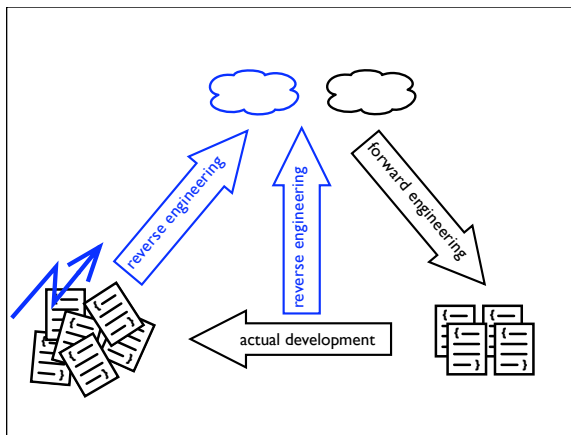 reverse engineering
reverse engineering
forward engineering
actual development